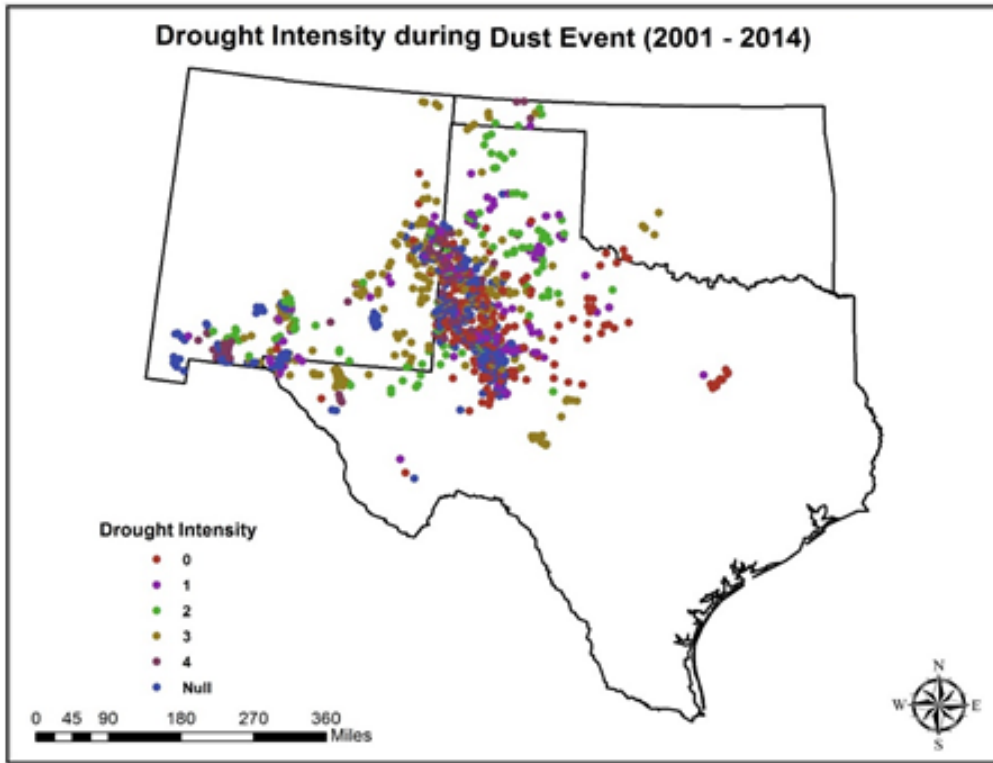 Drought Intensity during Dust Event (2001 - 2014)
Drought Intensity
0
1
2
3
4
Null
0 45 90 180 270 360
Miles
N
W E
S